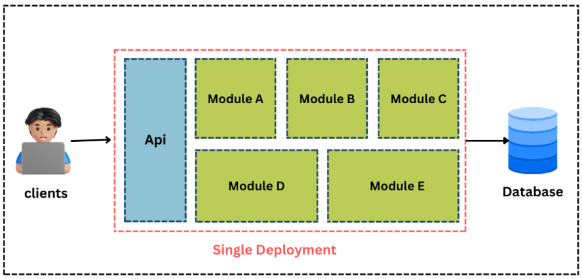 Module A
Module B
Module C
Api
clients
Module D
Module E
Database
Single Deployment